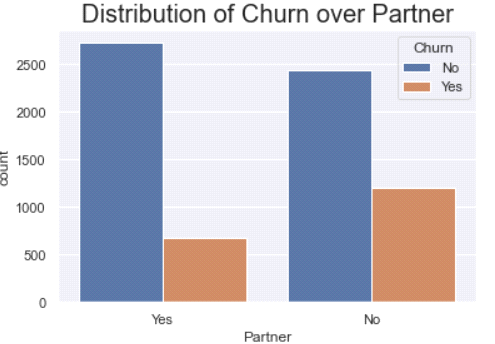 Distribution of Churn over Partner
Churn
No
Yes
2500
2000
1500
1000
500
0
count
Yes
No
Partner